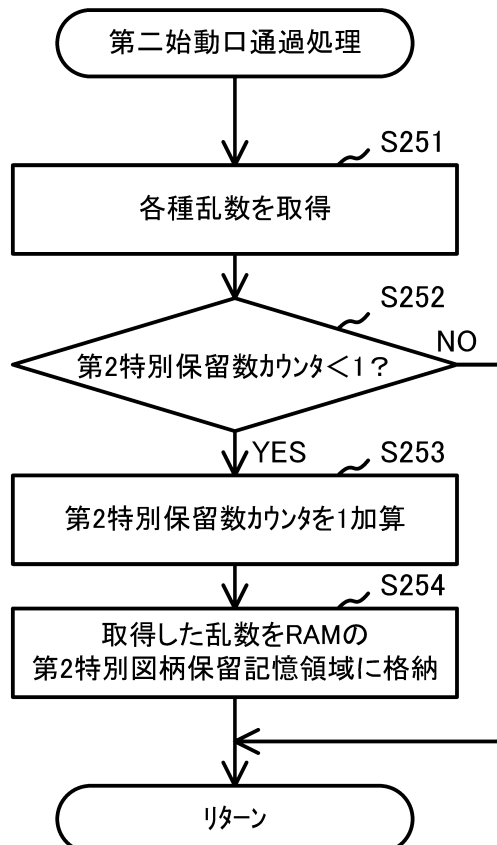 第二始動口通過処理
S251
各種乱数を取得
S252
第2特別保留数カウンタ＜1？
NO
YES
S253
第2特別保留数カウンタを1加算
S254
取得した乱数をRAMの
第2特別図柄保留記憶領域に格納
リターン